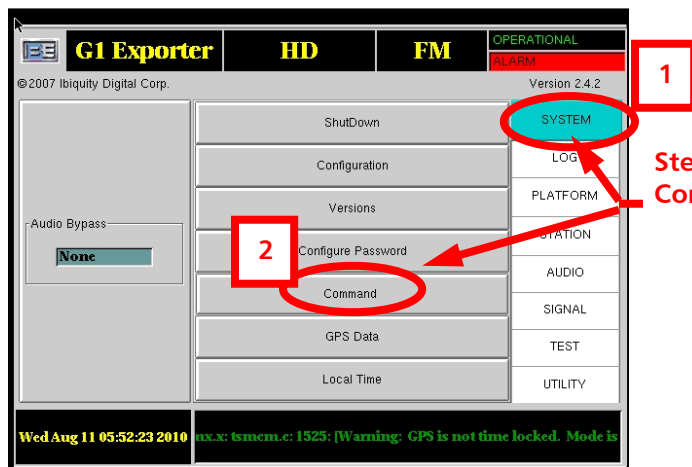 G1 Exporter HD FM
OPERATIONAL
ALARM
©2007 Ibiquity Digital Corp.
Version 2.4.2
1
ShutDown
SYSTEM
Configuration
LOG
Ste
Cor
Versions
PLATFORM
Audio Bypass
None
2
Configure Password
STATION
AUDIO
Command
SIGNAL
GPS Data
TEST
Local Time
UTILITY
Wed Aug 11 05:52:23 2010
nx.x: tsmcm.c: 1525: [Warning: GPS is not time locked. Mode is